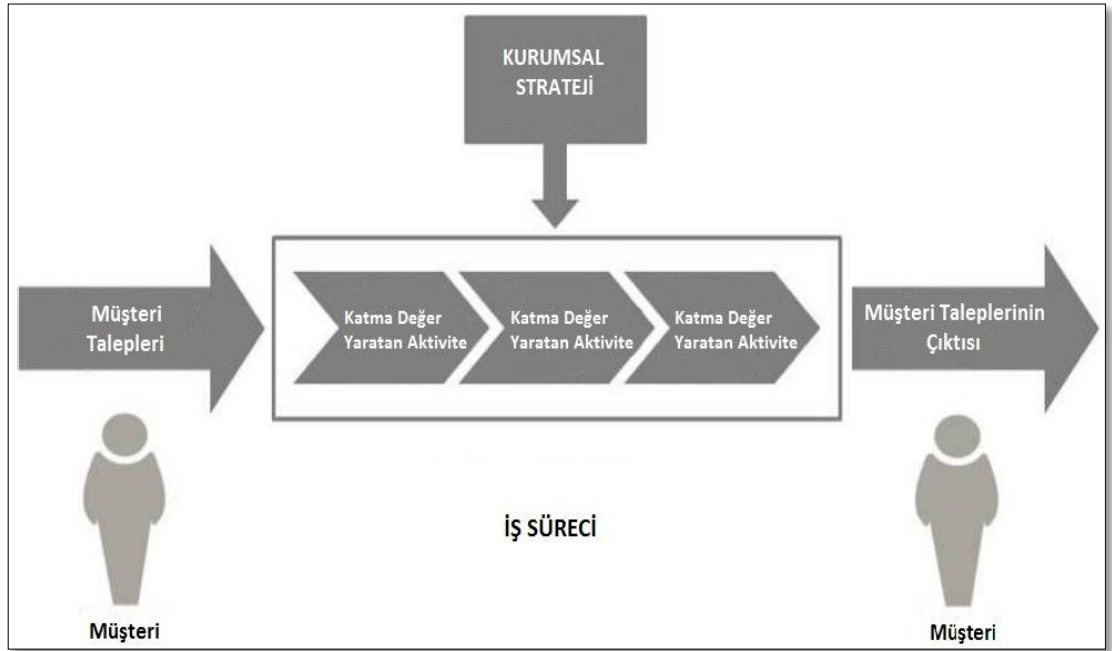 KURUMSAL
STRATEJİ
Müşteri
Talepleri
Katma Değer
Yaratan Aktivite
Katma Değer
Yaratan Aktivite
Katma Değer
Yaratan Aktivite
Müşteri Taleplerinin
Çıktısı
İŞ SÜRECİ
Müşteri
Müşteri